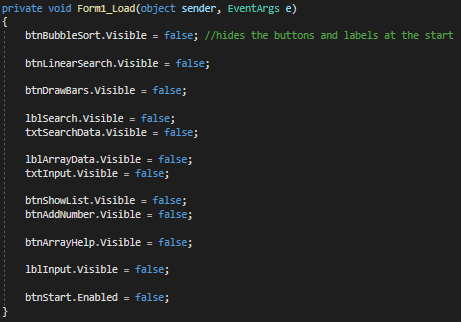 private void Form1_Load(object sender, EventArgs e)
{
btnBubbleSort.Visible = false; //hides the buttons and labels at the start
btnLinearSearch.Visible = false;
btnDrawBars.Visible = false;
lblSearch.Visible = false;
txtSearchData.Visible = false;
lblArrayData.Visible = false;
txtInput.Visible = false;
btnShowList.Visible = false;
btnAddNumber.Visible = false;
btnArrayHelp.Visible = false;
lblInput.Visible = false;
btnStart.Enabled = false;
}